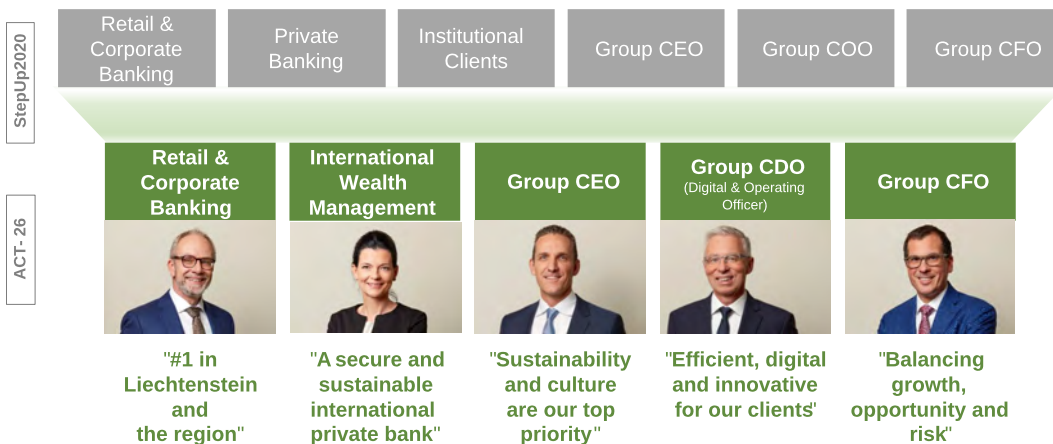 StepUp2020
Retail &
Corporate
Banking
Private
Banking
Institutional
Clients
Group CEO
Group COO
Group CFO
ACT- 26
Retail &
Corporate
Banking
International
Wealth
Management
Group CEO
Group CDO
(Digital & Operating
Officer)
Group CFO
"#1 in
Liechtenstein
and
the region"
"A secure and
sustainable
international
private bank"
"Sustainability
and culture
are our top
priority"
"Efficient, digital
and innovative
for our clients"
"Balancing
growth,
opportunity and
risk"